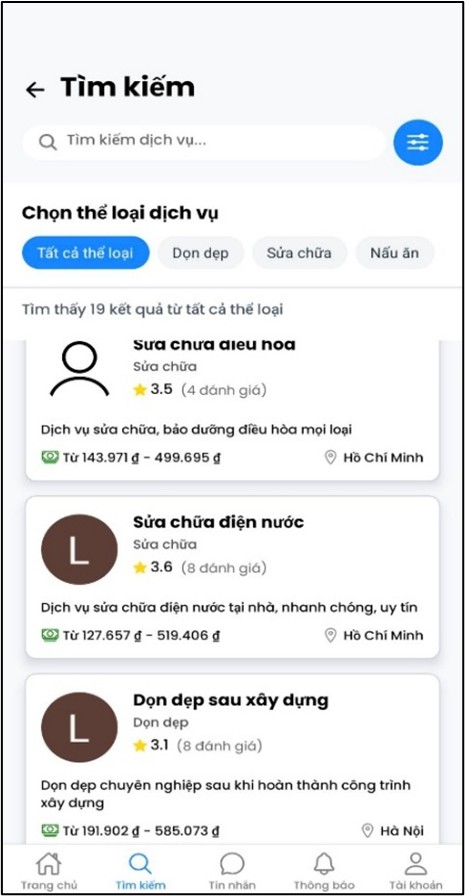 Tìm kiếm
Tìm kiếm dịch vụ...
Chọn thể loại dịch vụ
Tất cả thể loại Dọn dẹp Sửa chữa Nấu ăn
Tìm thấy 19 kết quả từ tất cả thể loại
Sửa chữa điều hòa
Sửa chữa
3.5 (4 đánh giá)
Dịch vụ sửa chữa, bảo dưỡng điều hòa mọi loại
Từ 143.971 ₫ - 499.695 ₫ Hồ Chí Minh
L
Sửa chữa điện nước
Sửa chữa
3.6 (8 đánh giá)
Dịch vụ sửa chữa điện nước tại nhà, nhanh chóng, uy tín
Từ 127.657 ₫ - 519.406 ₫ Hồ Chí Minh
L
Dọn dẹp sau xây dựng
Dọn dẹp
3.1 (8 đánh giá)
Dọn dẹp chuyên nghiệp sau khi hoàn thành công trình
xây dựng
Từ 191.902 ₫ - 585.073 ₫ Hà Nội
Trang chủ Tìm kiếm Tin nhắn Thông báo Tài khoản